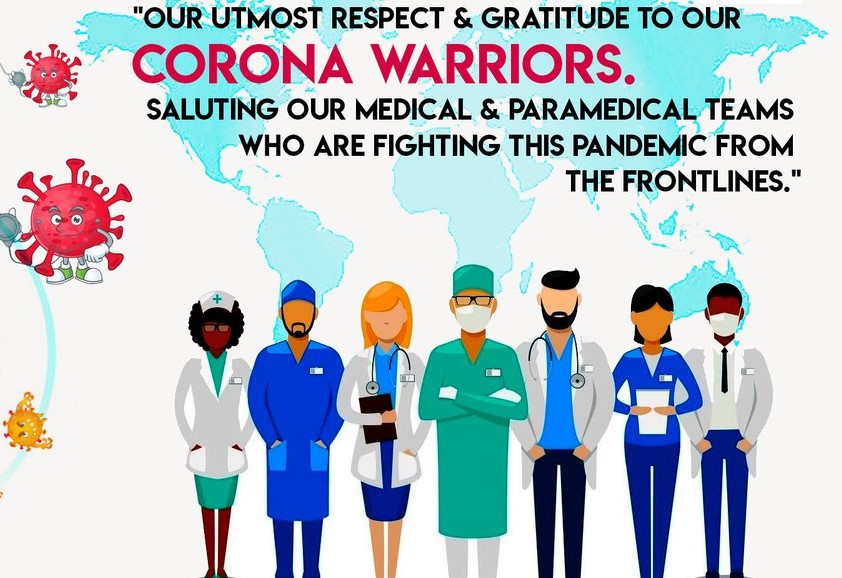 "OUR UTMOST RESPECT & GRATITUDE TO OUR
CORONA WARRIORS.
SALUTING OUR MEDICAL & PARAMEDICAL TEAMS
WHO ARE FIGHTING THIS PANDEMIC FROM
THE FRONTLINES."